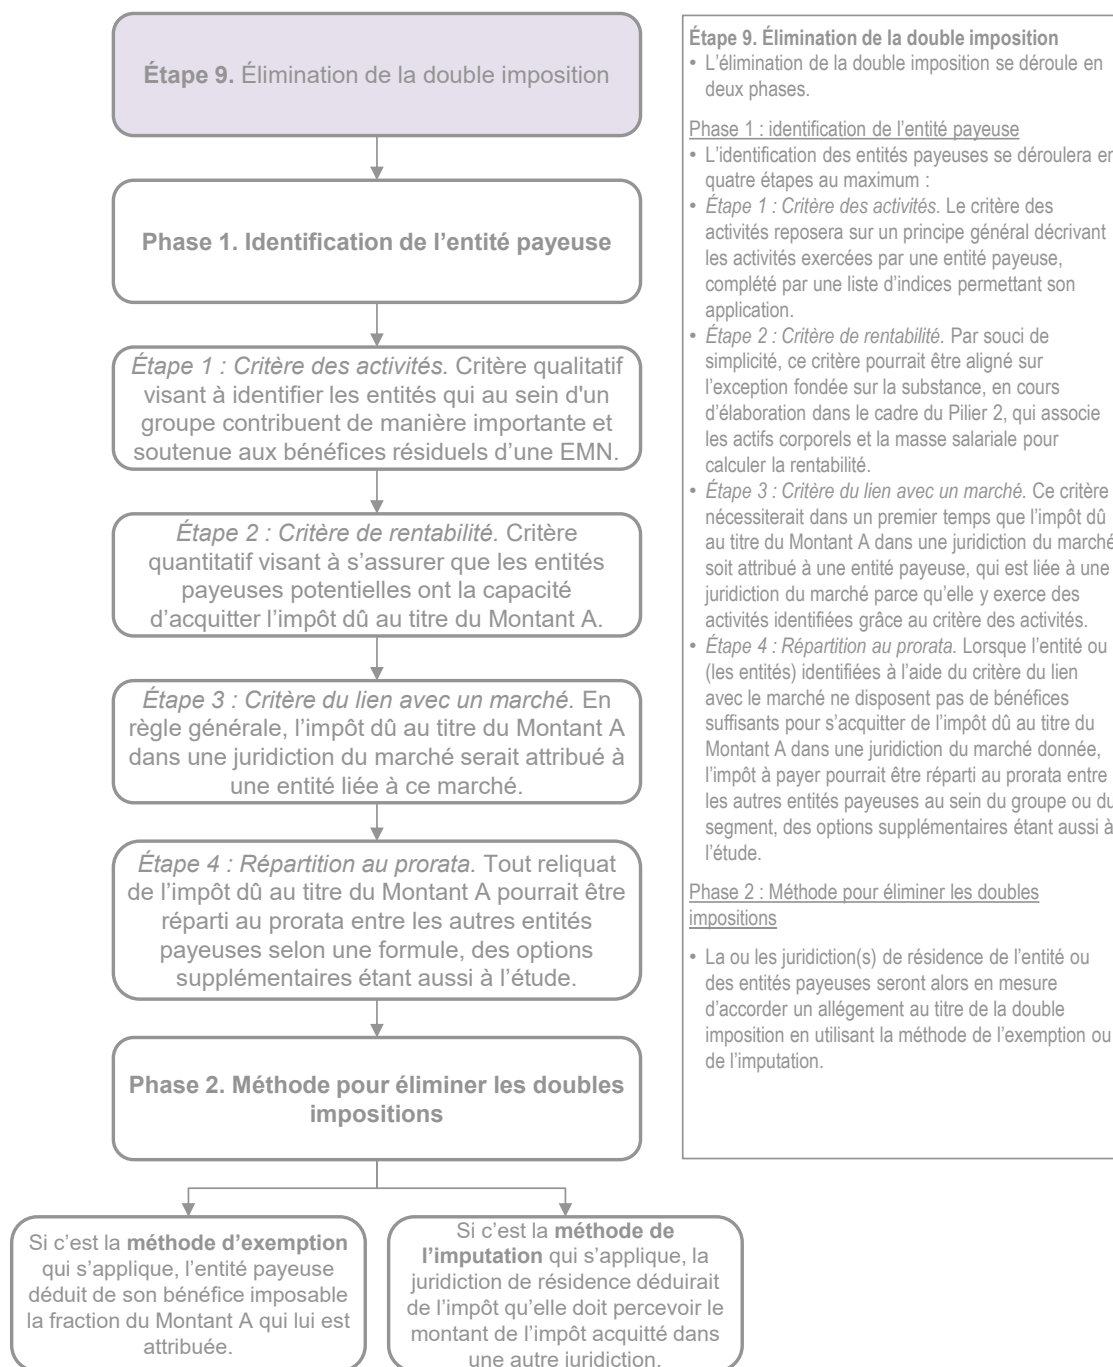 Étape 9. Élimination de la double imposition
Phase 1. Identification de l’entité payeuse
Étape 1 : Critère des activités. Critère qualitatif
visant à identifier les entités qui au sein d'un
groupe contribuent de manière importante et
soutenue aux bénéfices résiduels d’une EMN.
Étape 2 : Critère de rentabilité. Critère
quantitatif visant à s’assurer que les entités
payeuses potentielles ont la capacité
d’acquitter l’impôt dû au titre du Montant A.
Étape 3 : Critère du lien avec un marché. En
règle générale, l’impôt dû au titre du Montant A
dans une juridiction du marché serait attribué à
une entité liée à ce marché.
Étape 4 : Répartition au prorata. Tout reliquat
de l’impôt dû au titre du Montant A pourrait être
réparti au prorata entre les autres entités
payeuses selon une formule, des options
supplémentaires étant aussi à l’étude.
Phase 2. Méthode pour éliminer les doubles
impositions
Si c’est la méthode d’exemption
qui s’applique, l’entité payeuse
déduit de son bénéfice imposable
la fraction du Montant A qui lui est
attribuée.
Si c’est la méthode de
l’imputation qui s’applique, la
juridiction de résidence déduirait
de l’impôt qu’elle doit percevoir le
montant de l’impôt acquitté dans
une autre juridiction.
Étape 9. Élimination de la double imposition
• L’élimination de la double imposition se déroule en
deux phases.
Phase 1 : identification de l’entité payeuse
• L’identification des entités payeuses se déroulera en
quatre étapes au maximum :
• Étape 1 : Critère des activités. Le critère des
activités reposera sur un principe général décrivant
les activités exercées par une entité payeuse,
complété par une liste d’indices permettant son
application.
• Étape 2 : Critère de rentabilité. Par souci de
simplicité, ce critère pourrait être aligné sur
l’exception fondée sur la substance, en cours
d’élaboration dans le cadre du Pilier 2, qui associe
les actifs corporels et la masse salariale pour
calculer la rentabilité.
• Étape 3 : Critère du lien avec un marché. Ce critère
nécessiterait dans un premier temps que l’impôt dû
au titre du Montant A dans une juridiction du marché
soit attribué à une entité payeuse, qui est liée à une
juridiction du marché parce qu’elle y exerce des
activités identifiées grâce au critère des activités.
• Étape 4 : Répartition au prorata. Lorsque l’entité ou
(les entités) identifiées à l’aide du critère du lien
avec le marché ne disposent pas de bénéfices
suffisants pour s’acquitter de l’impôt dû au titre du
Montant A dans une juridiction du marché donnée,
l’impôt à payer pourrait être réparti au prorata entre
les autres entités payeuses au sein du groupe ou du
segment, des options supplémentaires étant aussi à
l’étude.
Phase 2 : Méthode pour éliminer les doubles
impositions
• La ou les juridiction(s) de résidence de l’entité ou
des entités payeuses seront alors en mesure
d’accorder un allégement au titre de la double
imposition en utilisant la méthode de l’exemption ou
de l’imputation.